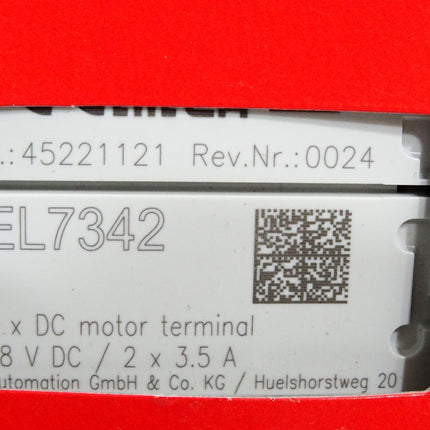 .:45221121 Rev.Nr.:0024
EL7342
. x DC motor terminal
8 V DC / 2 x 3.5 A
utomation GmbH & Co. KG / Huelshorstweg 20